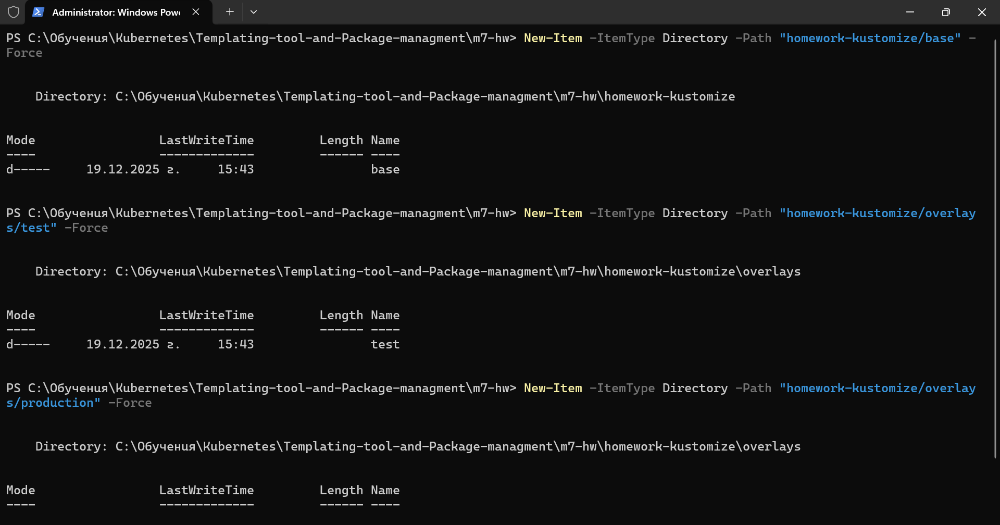 Administrator: Windows Pow
PS C:\Обучения\Kubernetes\Templating-tool-and-Package-managment\m7-hw> New-Item -ItemType Directory -Path "homework-kustomize/base" -
Force
    Directory: C:\Обучения\Kubernetes\Templating-tool-and-Package-managment\m7-hw\homework-kustomize
Mode                 LastWriteTime         Length Name
----                 -------------         ------ ----
d-----     19.12.2025 г.     15:43                base
PS C:\Обучения\Kubernetes\Templating-tool-and-Package-managment\m7-hw> New-Item -ItemType Directory -Path "homework-kustomize/overlay
s/test" -Force
    Directory: C:\Обучения\Kubernetes\Templating-tool-and-Package-managment\m7-hw\homework-kustomize\overlays
Mode                 LastWriteTime         Length Name
----                 -------------         ------ ----
d-----     19.12.2025 г.     15:43                test
PS C:\Обучения\Kubernetes\Templating-tool-and-Package-managment\m7-hw> New-Item -ItemType Directory -Path "homework-kustomize/overlay
s/production" -Force
    Directory: C:\Обучения\Kubernetes\Templating-tool-and-Package-managment\m7-hw\homework-kustomize\overlays
Mode                 LastWriteTime         Length Name
----                 -------------         ------ ----